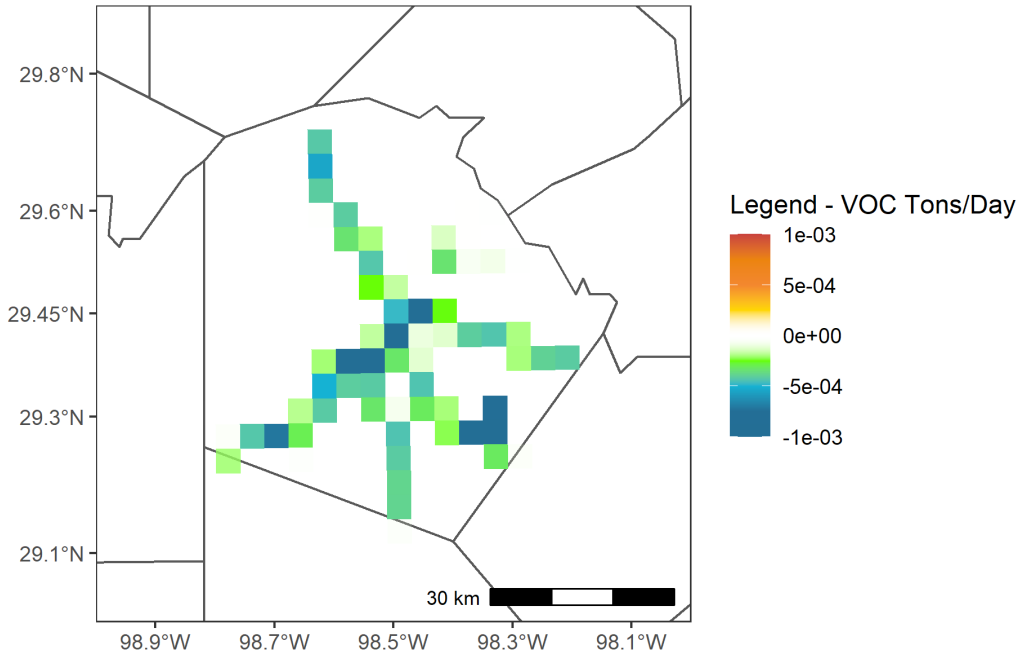 29.8°N
29.6°N
29.45°N
29.3°N
29.1°N
98.9°W
98.7°W
98.5°W
98.3°W
98.1°W
30 km
Legend - VOC Tons/Day
1e-03
5e-04
0e+00
-5e-04
-1e-03